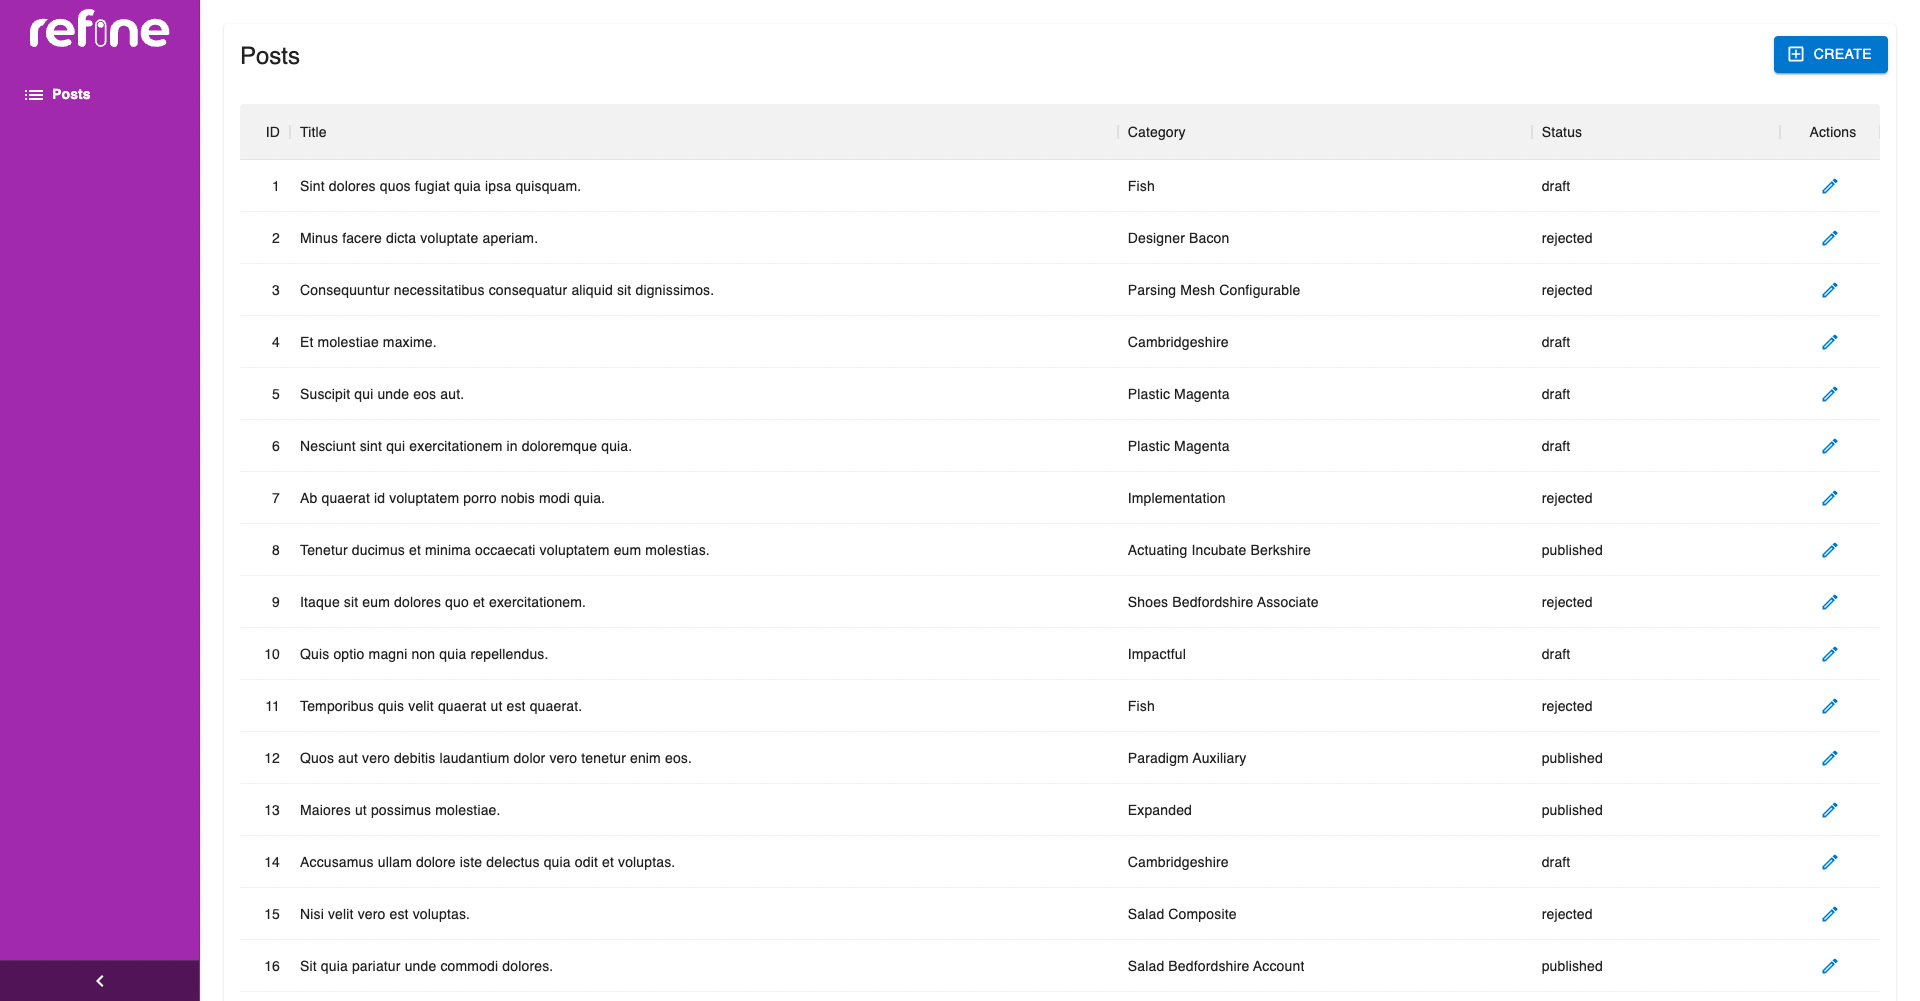 refine
Posts
Posts
CREATE
ID Title Category Status Actions
1 Sint dolores quos fugiat quia ipsa quisquam. Fish draft
2 Minus facere dicta voluptate aperiam. Designer Bacon rejected
3 Consequuntur necessitatibus consequatur aliquid sit dignissimos. Parsing Mesh Configurable rejected
4 Et molestiae maxime. Cambridgeshire draft
5 Suscipit qui unde eos aut. Plastic Magenta draft
6 Nesciunt sint qui exercitationem in doloremque quia. Plastic Magenta draft
7 Ab quaerat id voluptatem porro nobis modi quia. Implementation rejected
8 Tenetur ducimus et minima occaecati voluptatem eum molestias. Actuating Incubate Berkshire published
9 Itaque sit eum dolores quo et exercitationem. Shoes Bedfordshire Associate rejected
10 Quis optio magni non quia repellendus. Impactful draft
11 Temporibus quis velit quaerat ut est quaerat. Fish rejected
12 Quos aut vero debitis laudantium dolor vero tenetur enim eos. Paradigm Auxiliary published
13 Maiores ut possimus molestiae. Expanded published
14 Accusamus ullam dolore iste delectus quia odit et voluptas. Cambridgeshire draft
15 Nisi velit vero est voluptas. Salad Composite rejected
16 Sit quia pariatur unde commodi dolores. Salad Bedfordshire Account published